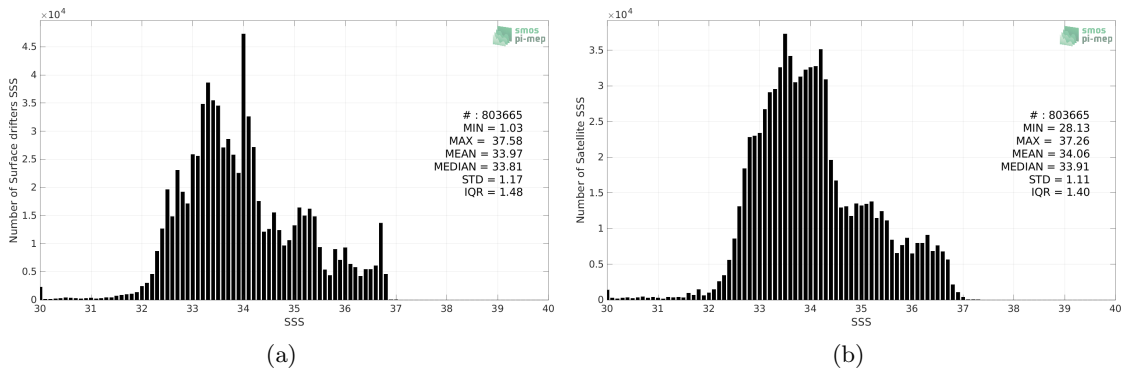 ×10⁴
smos
pi-mep
4.5
4
3.5
3
2.5
2
1.5
1
0.5
0
Number of Surface drifters SSS
# : 803665
MIN = 1.03
MAX = 37.58
MEAN = 33.97
MEDIAN = 33.81
STD = 1.17
IQR = 1.48
30 31 32 33 34 35 36 37 38 39 40
SSS
(a)
×10⁴
smos
pi-mep
3.5
3
2.5
2
1.5
1
0.5
0
Number of Satellite SSS
# : 803665
MIN = 28.13
MAX = 37.26
MEAN = 34.06
MEDIAN = 33.91
STD = 1.11
IQR = 1.40
30 31 32 33 34 35 36 37 38 39 40
SSS
(b)